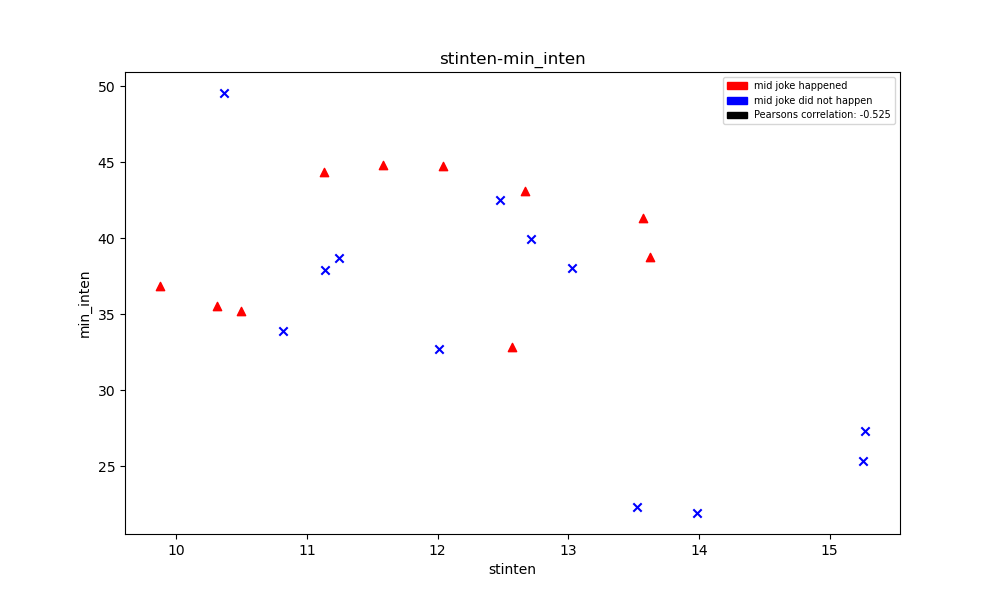 stinten-min_inten
mid joke happened
mid joke did not happen
Pearsons correlation: -0.525
50
45
40
35
30
25
min_inten
10 11 12 13 14 15
stinten